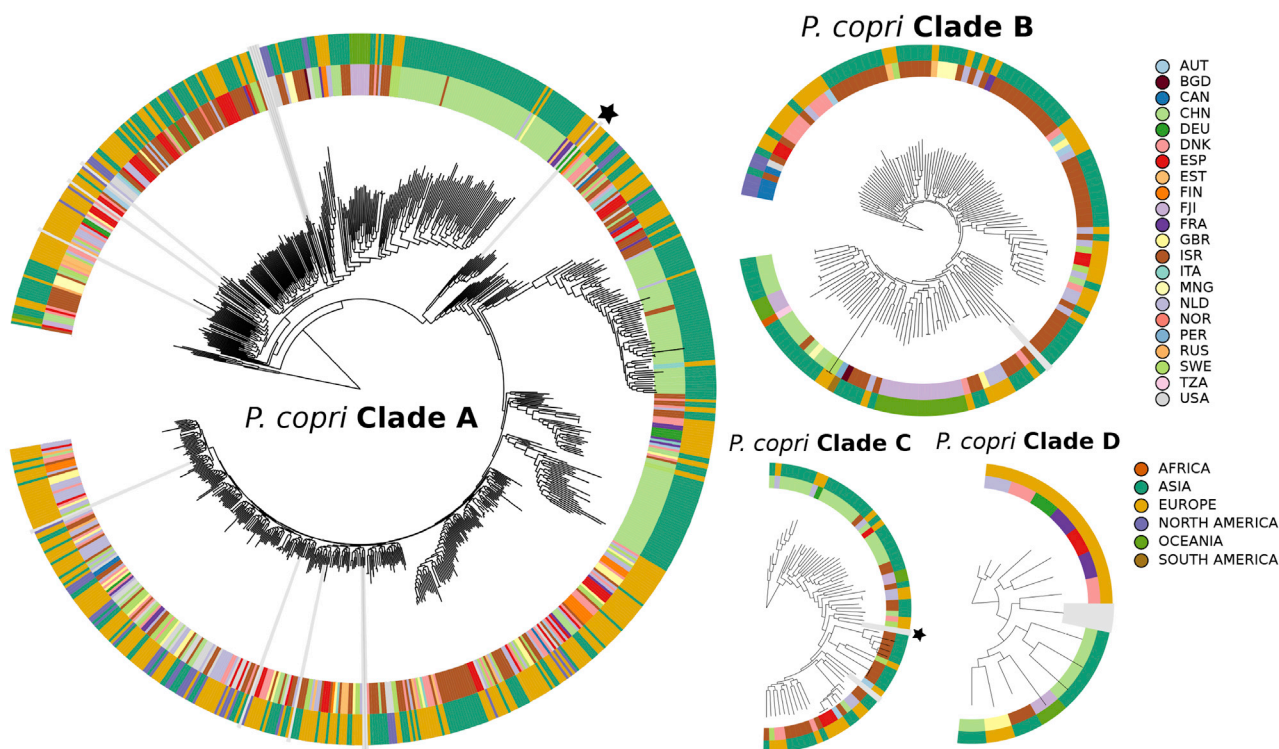 P. copri Clade A
P. copri Clade B
AUT
BGD
CAN
CHN
DEU
DNK
ESP
EST
FIN
FJI
FRA
GBR
ISR
ITA
MNG
NLD
NOR
PER
RUS
SWE
TZA
USA
P. copri Clade C
P. copri Clade D
AFRICA
ASIA
EUROPE
NORTH AMERICA
OCEANIA
SOUTH AMERICA